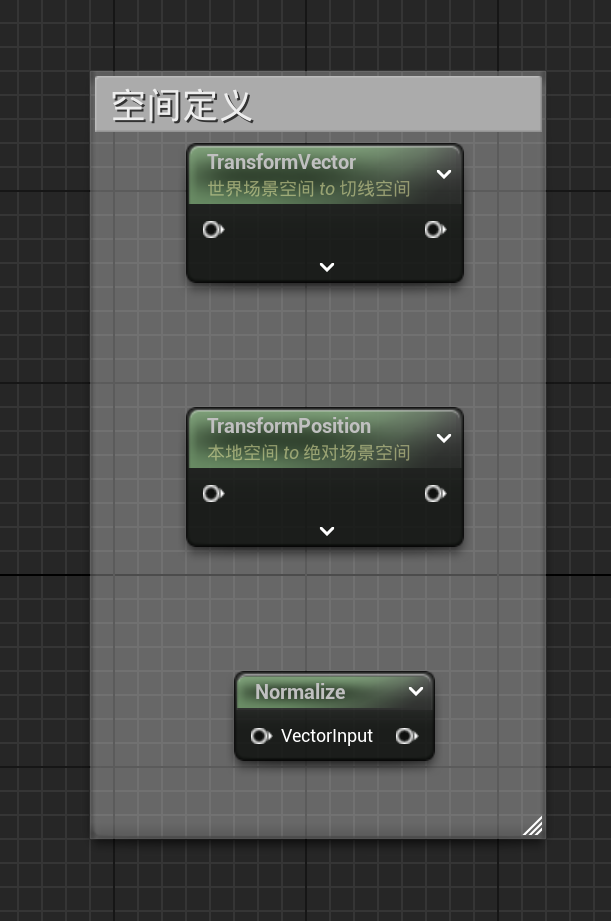 空间定义
TransformVector
世界场景空间 to 切线空间
TransformPosition
本地空间 to 绝对场景空间
Normalize
VectorInput